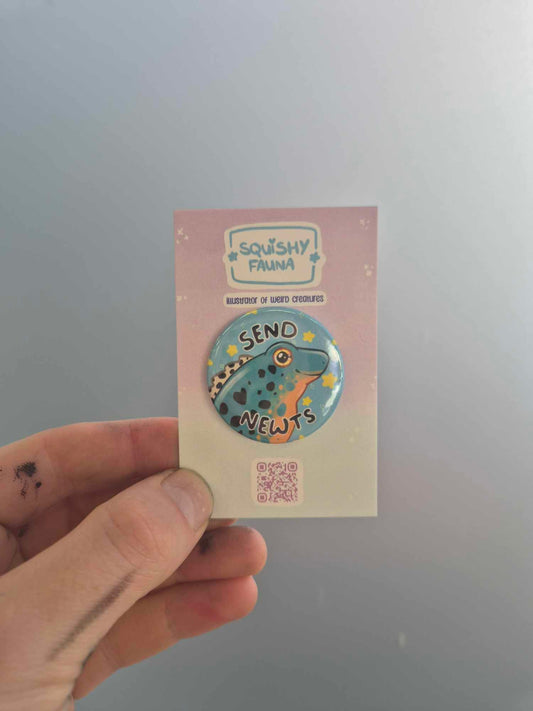 SQUISHY
FAUNA
illustrator of weird creatures
SEND
NEWTS